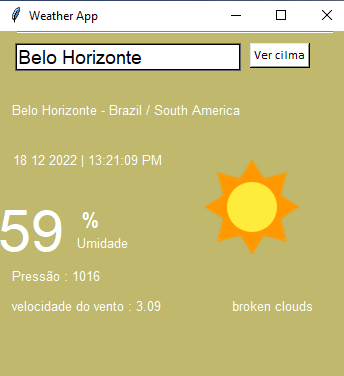 Weather App
Belo Horizonte
Ver cilma
Belo Horizonte - Brazil / South America
18 12 2022 | 13:21:09 PM
59 %
Umidade
Pressão : 1016
velocidade do vento : 3.09 broken clouds